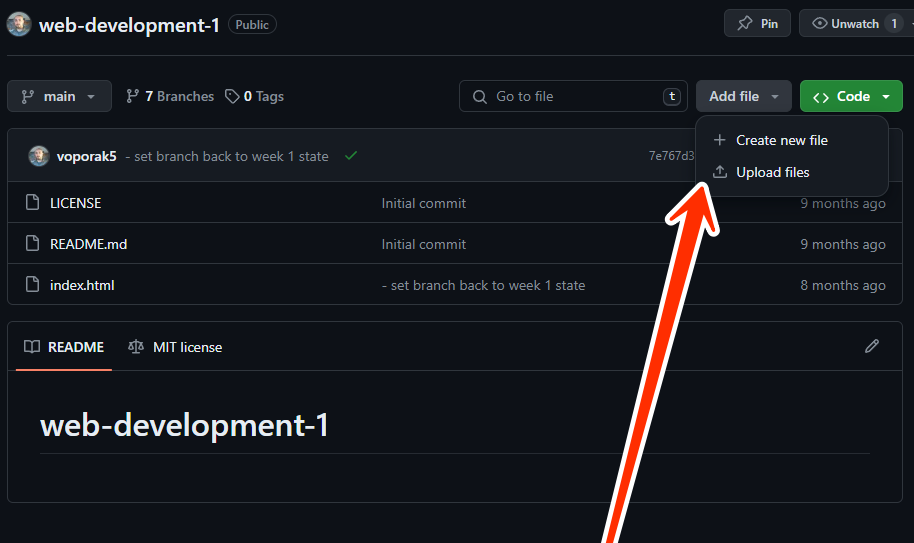 web-development-1 Public Pin Unwatch 1
main 7 Branches 0 Tags Go to file t Add file Code
Create new file
Upload files
voporak5 - set branch back to week 1 state 7e767d3
LICENSE Initial commit 9 months ago
README.md Initial commit 9 months ago
index.html - set branch back to week 1 state 8 months ago
README MIT license
web-development-1